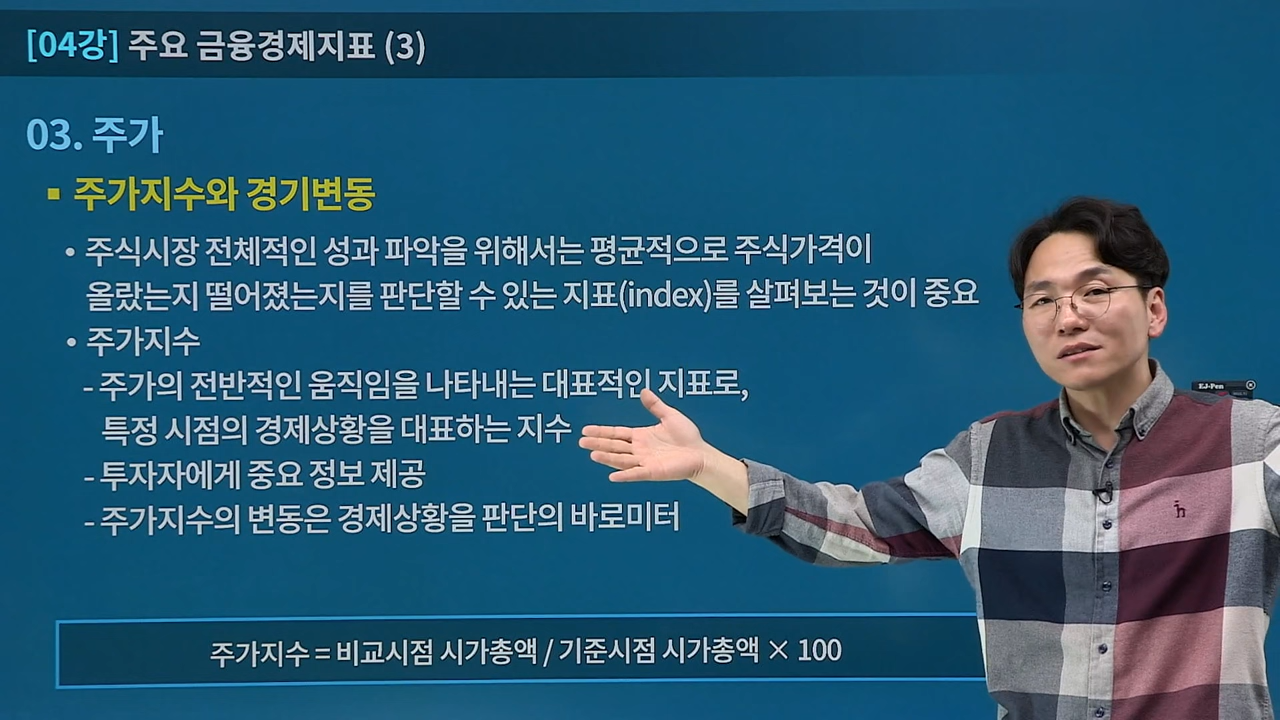 [04강] 주요 금융경제지표 (3)
03. 주가
▪ 주가지수와 경기변동
• 주식시장 전체적인 성과 파악을 위해서는 평균적으로 주식가격이
올랐는지 떨어졌는지를 판단할 수 있는 지표(index)를 살펴보는 것이 중요
• 주가지수
- 주가의 전반적인 움직임을 나타내는 대표적인 지표로,
특정 시점의 경제상황을 대표하는 지수
- 투자자에게 중요 정보 제공
- 주가지수의 변동은 경제상황을 판단의 바로미터
주가지수 = 비교시점 시가총액 / 기준시점 시가총액 × 100
EJ-Pen